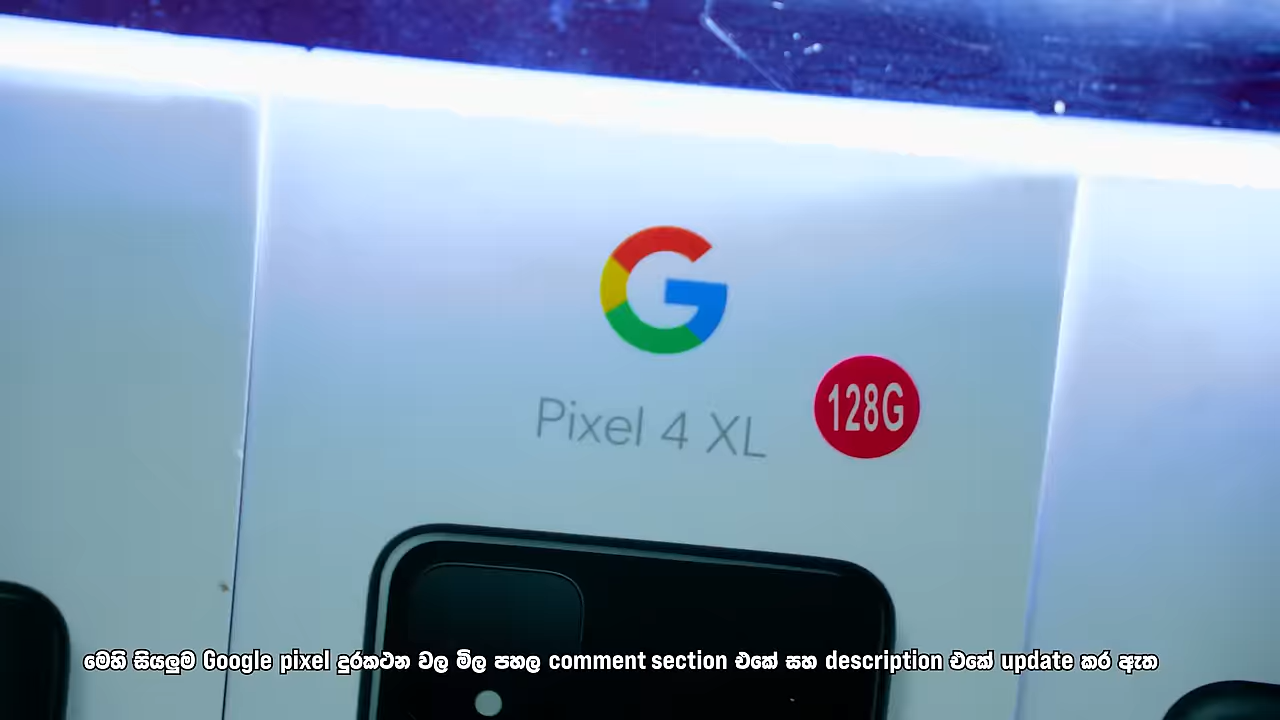 Pixel 4 XL
128G
මෙහි සියලුම Google pixel දුරකථන වල මිල පහල comment section එකේ සහ description එකේ update කර ඇත